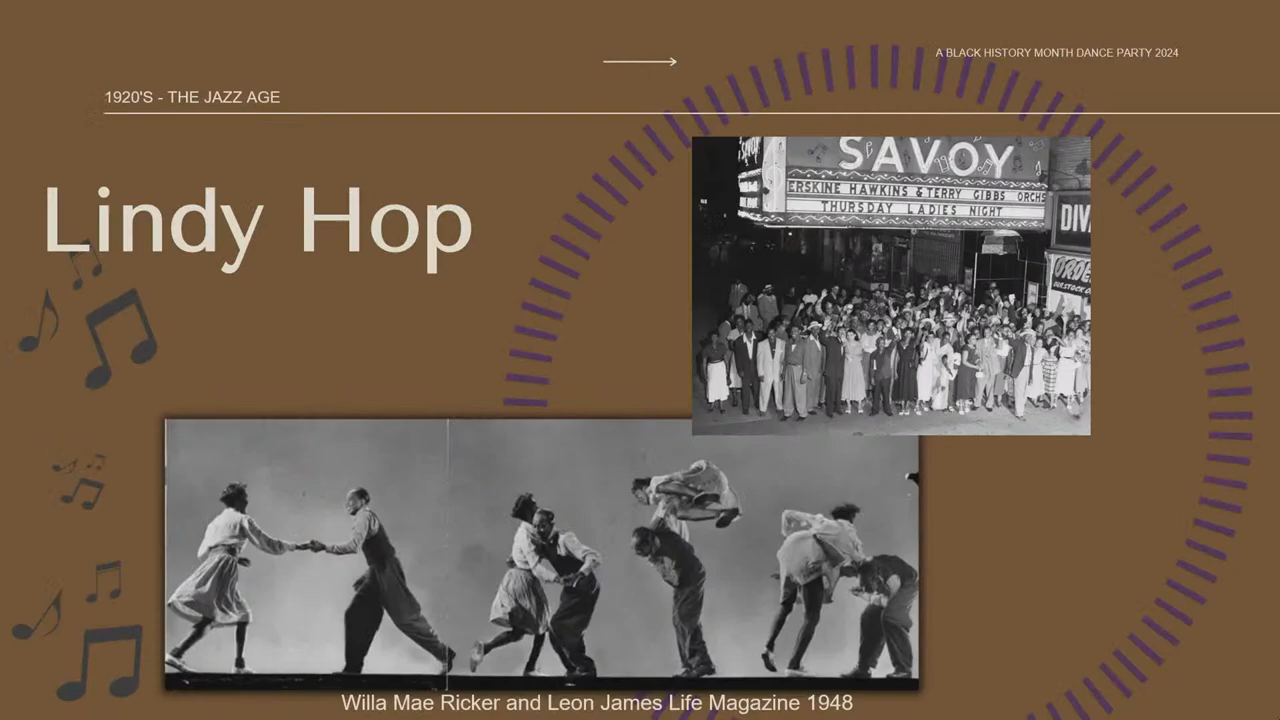 A BLACK HISTORY MONTH DANCE PARTY 2024
1920'S - THE JAZZ AGE
Lindy Hop
SAVOY
ERSKINE HAWKINS & TERRY GIBBS ORCHS
THURSDAY LADIES NIGHT
DIV
Willa Mae Ricker and Leon James Life Magazine 1948